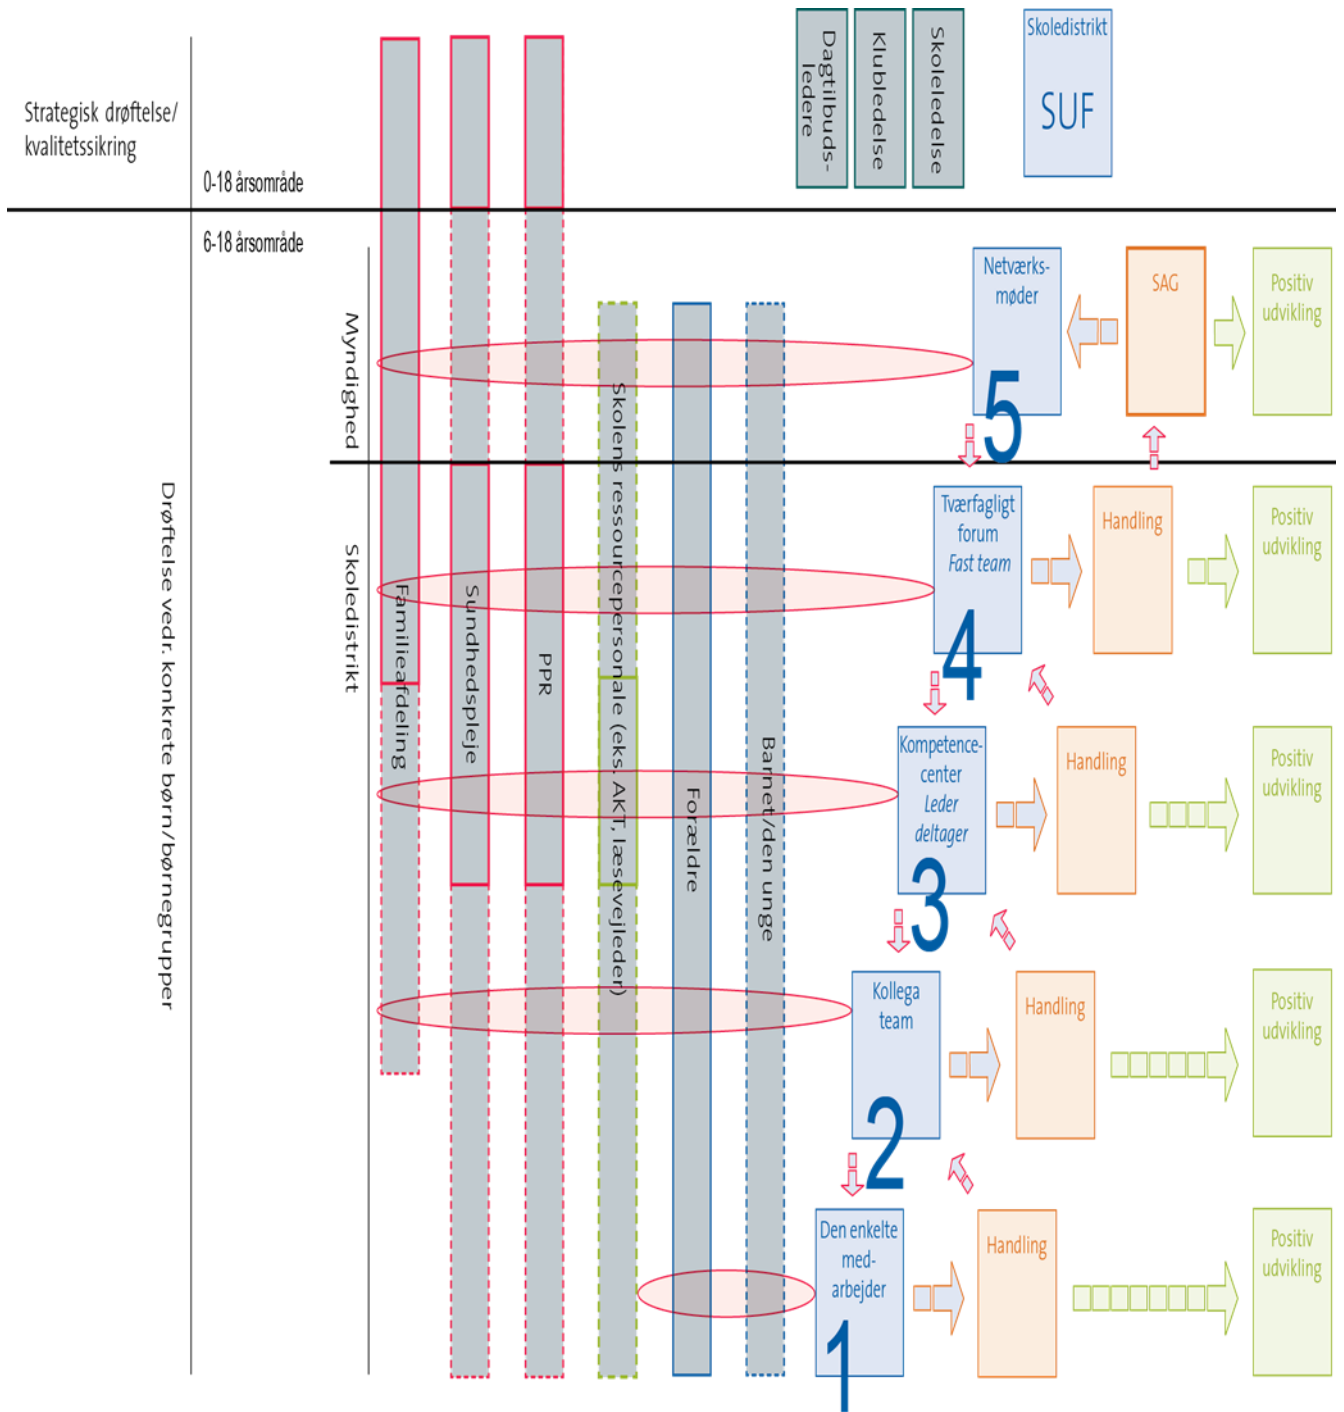 Dagtilbuds-
ledere
Klubledelse
Skoleledelse
Skoledistrikt
SUF
Strategisk drøftelse/
kvalitetssikring
0-18 årsområde
6-18 årsområde
Drøftelse vedr. konkrete børn/børnegrupper
Myndighed
Skoledistrikt
Familieafdeling
Sundhedspleje
PPR
Skolens ressourcepersonale (eks. AKT, læsevejleder)
Forældre
Barnet/den unge
Netværks-
møder
5
SAG
Positiv
udvikling
Tværfagligt
forum
Fast team
4
Handling
Positiv
udvikling
Kompetence-
center
Leder
deltager
3
Handling
Positiv
udvikling
Kollega
team
2
Handling
Positiv
udvikling
Den enkelte
med-
arbejder
1
Handling
Positiv
udvikling